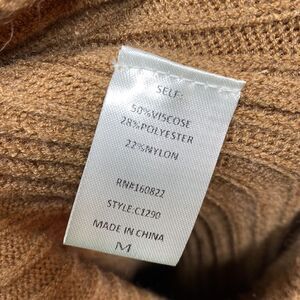 SELF:
50%VISCOSE
28%POLYESTER
22%NYLON
RN#160822
STYLE:C1290
MADE IN CHINA
M